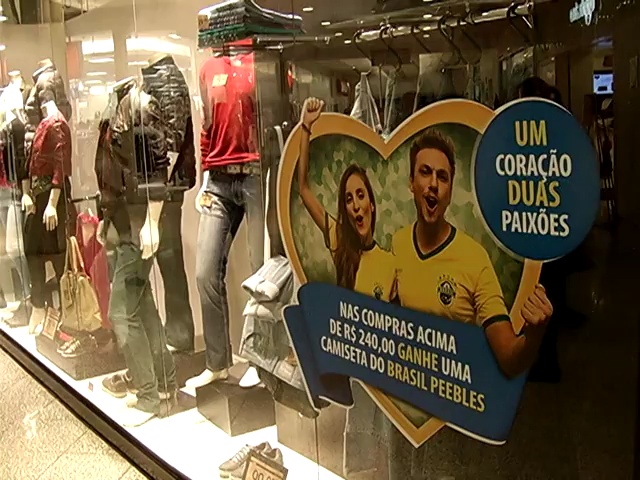 UM
CORAÇÃO
DUAS
PAIXÕES
NAS COMPRAS ACIMA
DE R$ 240,00 GANHE UMA
CAMISETA DO BRASIL PEEBLES